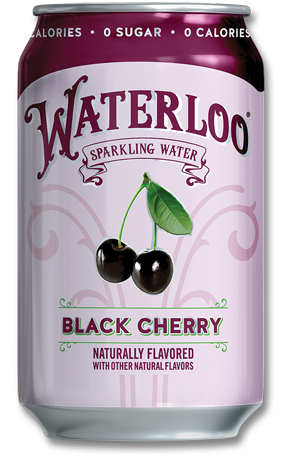 CALORIES • 0 SUGAR • 0 CALORIES
WATERLOO®
SPARKLING WATER
BLACK CHERRY
NATURALLY FLAVORED
WITH OTHER NATURAL FLAVORS